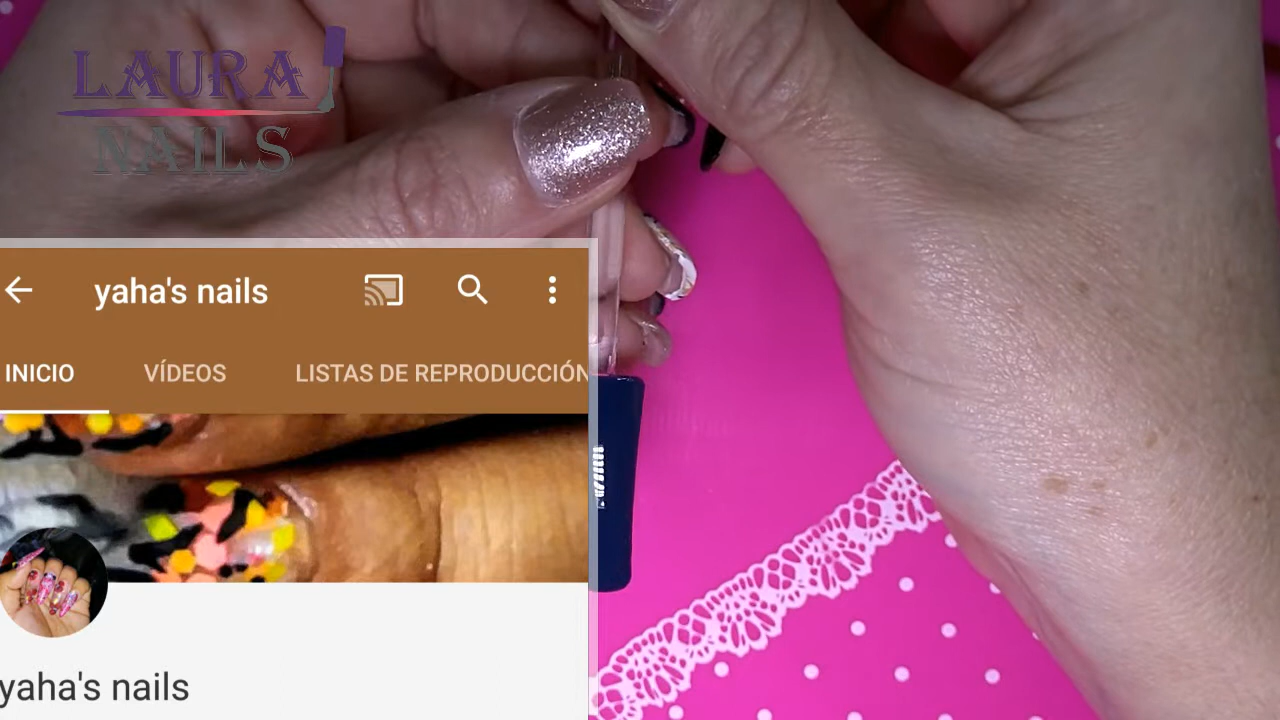 LAURA
NAILS
yaha's nails
INICIO VÍDEOS LISTAS DE REPRODUCCIÓN
yaha's nails